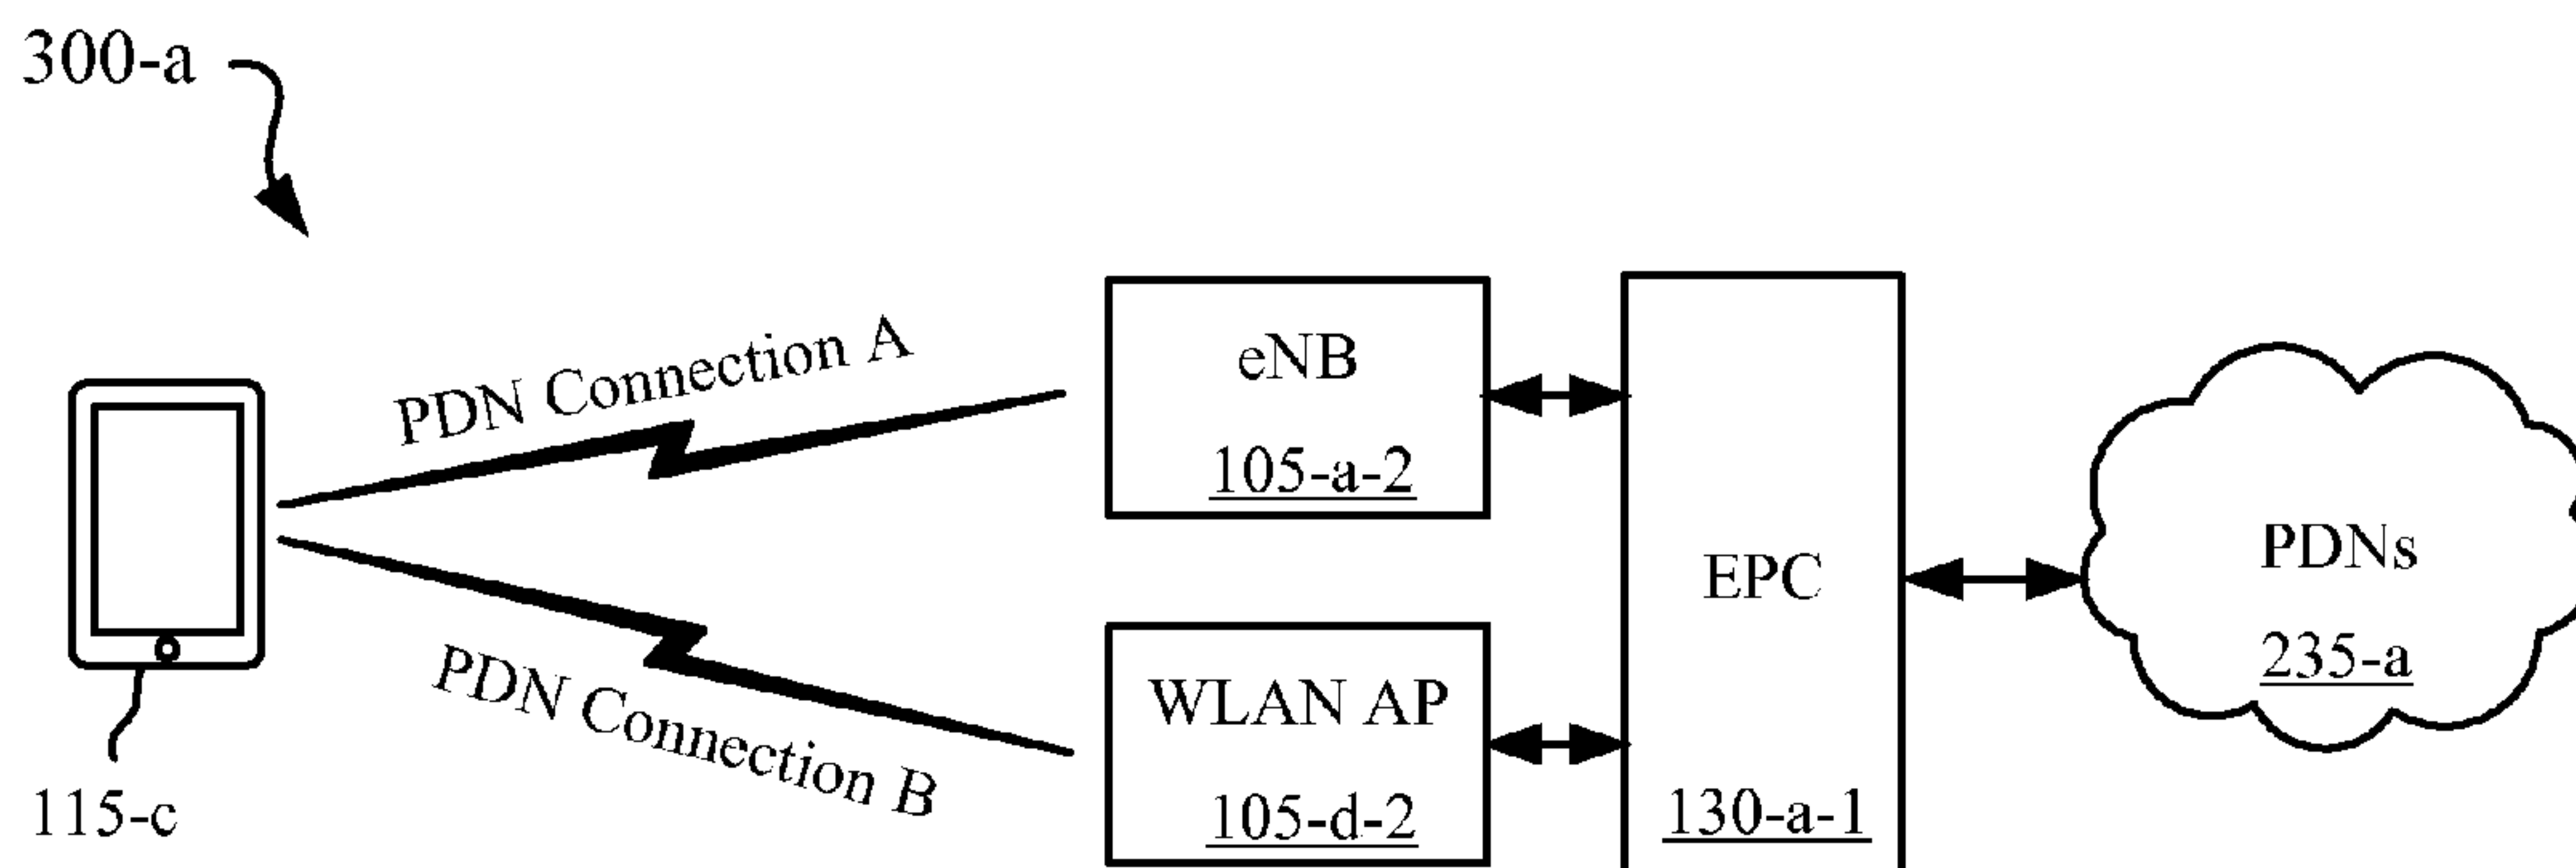 300-a
PDN Connection A
PDN Connection B
115-c
eNB
105-a-2
WLAN AP
105-d-2
EPC
130-a-1
PDNs
235-a